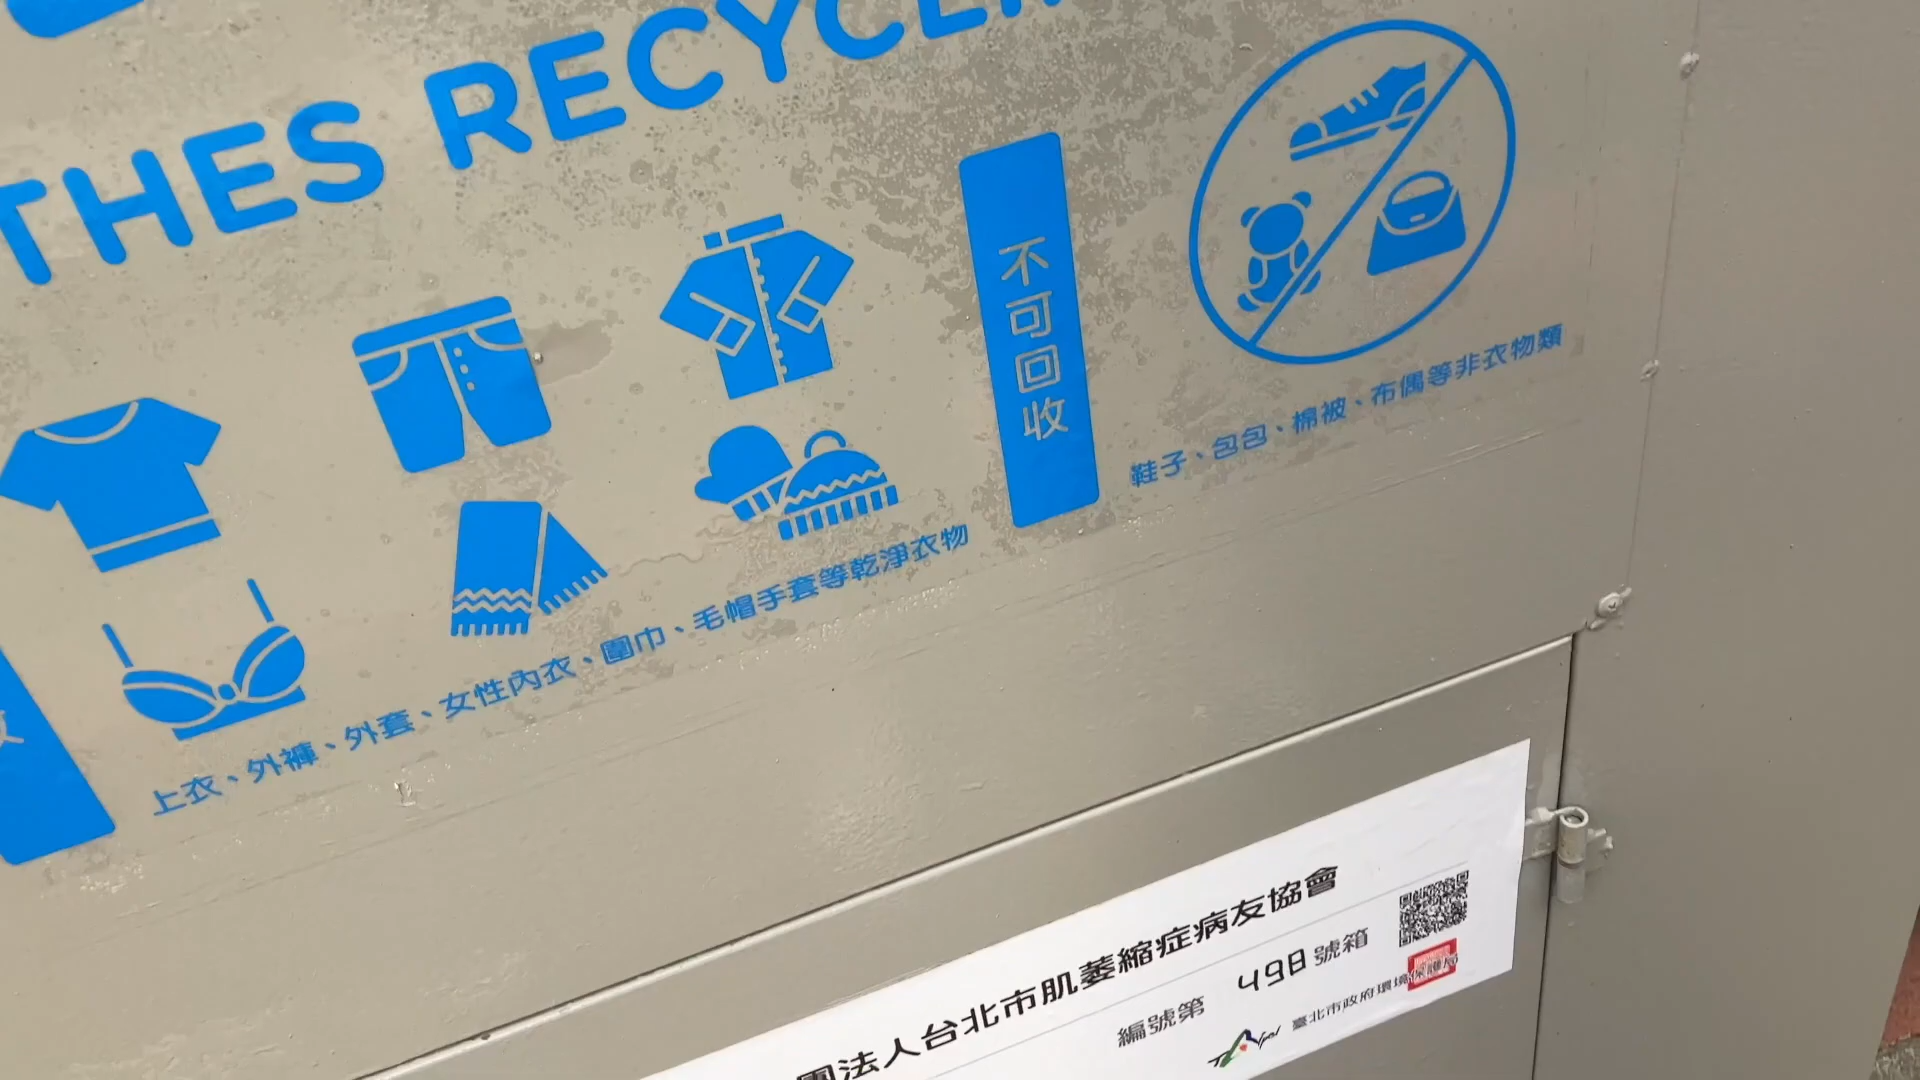 THES RECYCLI
不可回收
鞋子、包包、棉被、布偶等非衣物類
上衣、外褲、外套、女性內衣、圍巾、毛帽手套等乾淨衣物
團法人台北市肌萎縮症病友協會
編號第 498 號箱
臺北市政府環境保護局